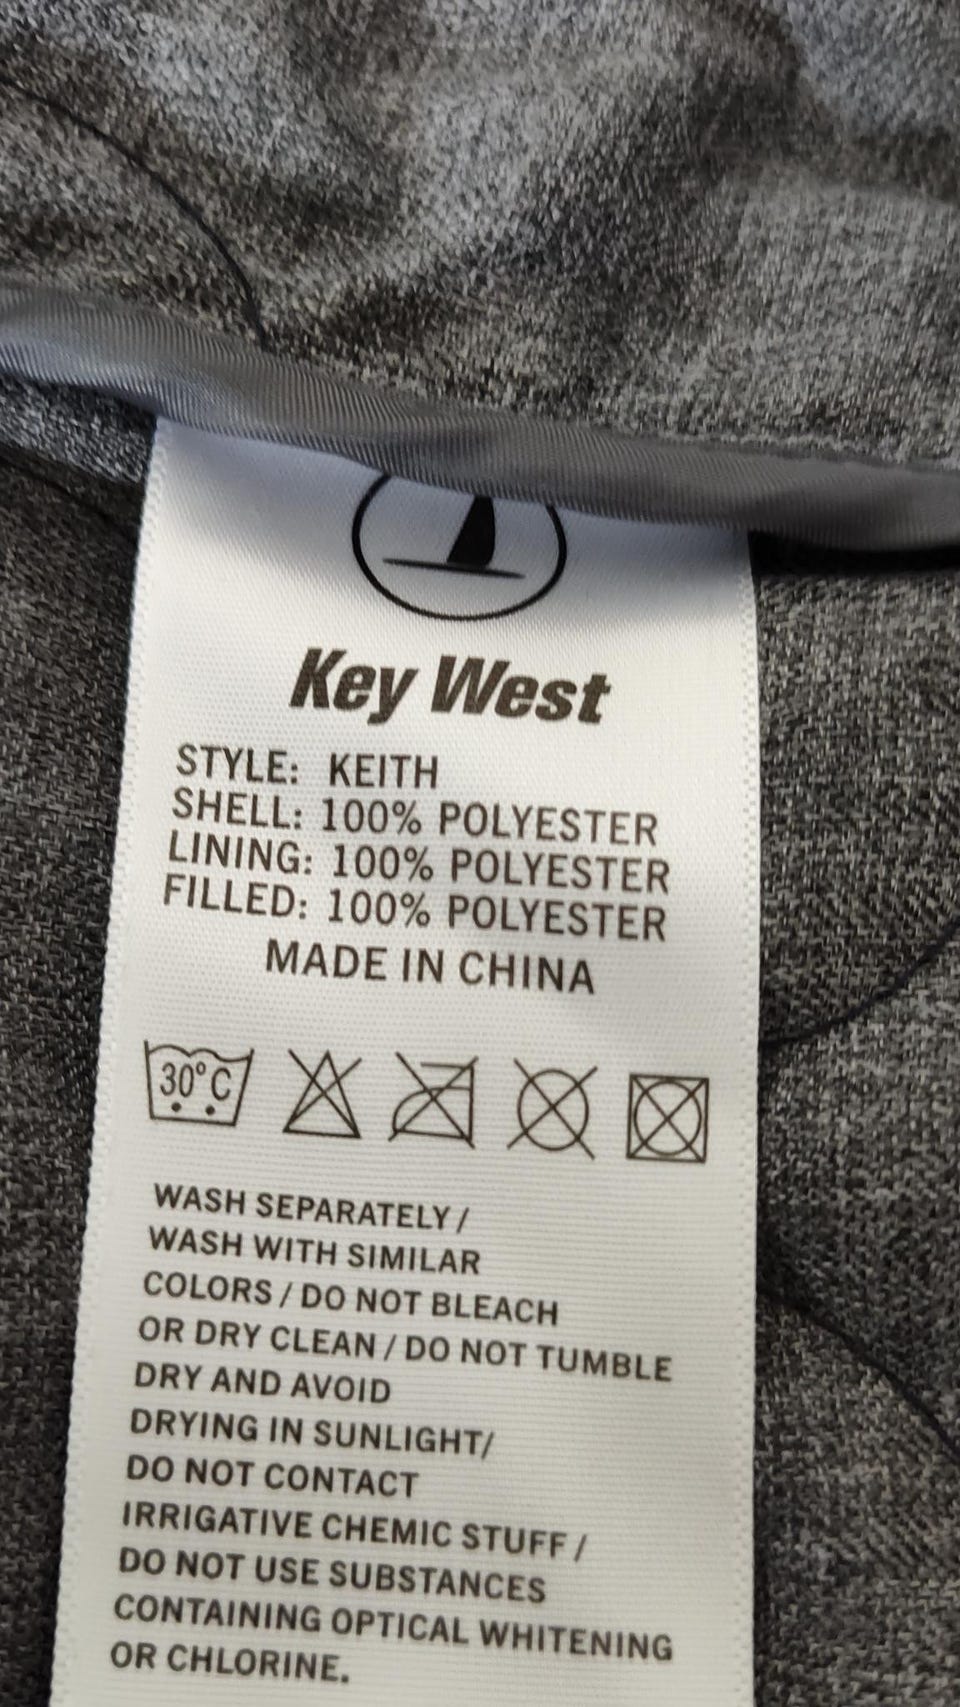 Key West
STYLE: KEITH
SHELL: 100% POLYESTER
LINING: 100% POLYESTER
FILLED: 100% POLYESTER
MADE IN CHINA
30°C
WASH SEPARATELY /
WASH WITH SIMILAR
COLORS / DO NOT BLEACH
OR DRY CLEAN / DO NOT TUMBLE
DRY AND AVOID
DRYING IN SUNLIGHT/
DO NOT CONTACT
IRRIGATIVE CHEMIC STUFF /
DO NOT USE SUBSTANCES
CONTAINING OPTICAL WHITENING
OR CHLORINE.